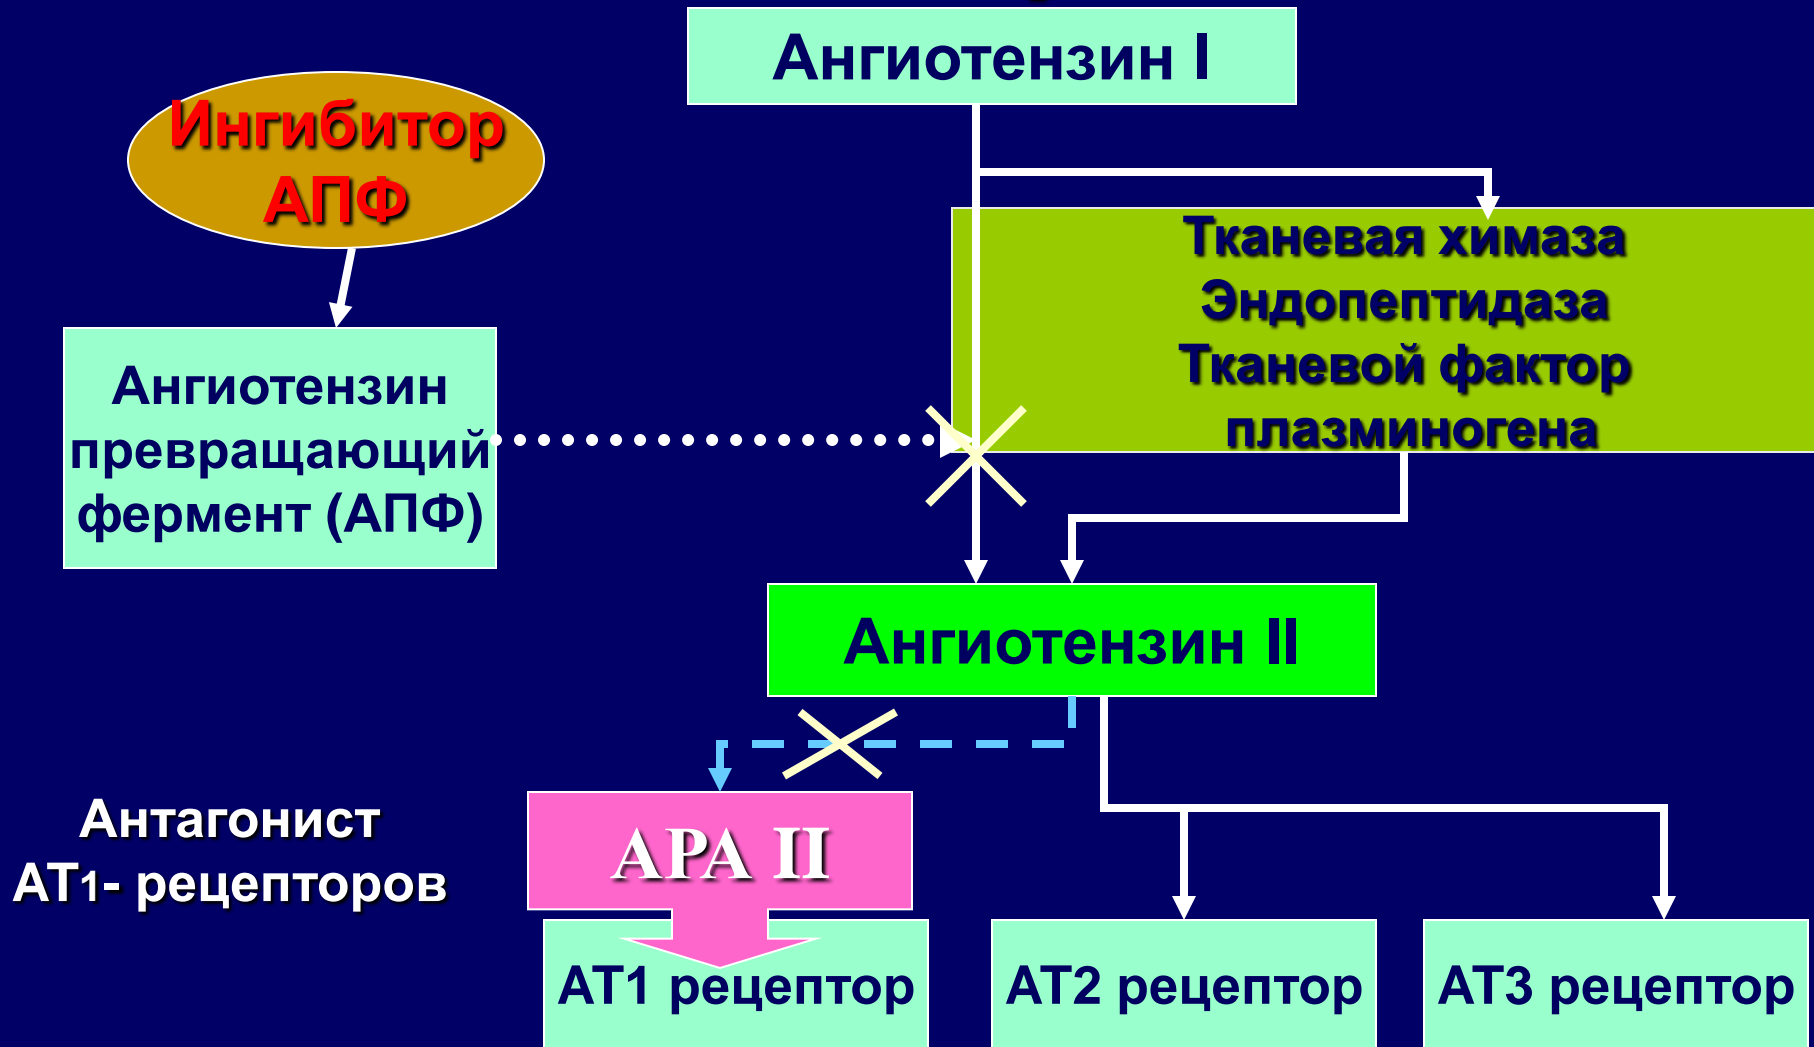 Ангиотензин I
Ингибитор
АПФ
Тканевая химаза
Эндопептидаза
Тканевой фактор
плазминогена
Ангиотензин
превращающий
фермент (АПФ)
Ангиотензин II
Антагонист
АТ1- рецепторов
АРА II
АТ1 рецептор
АТ2 рецептор
АТ3 рецептор